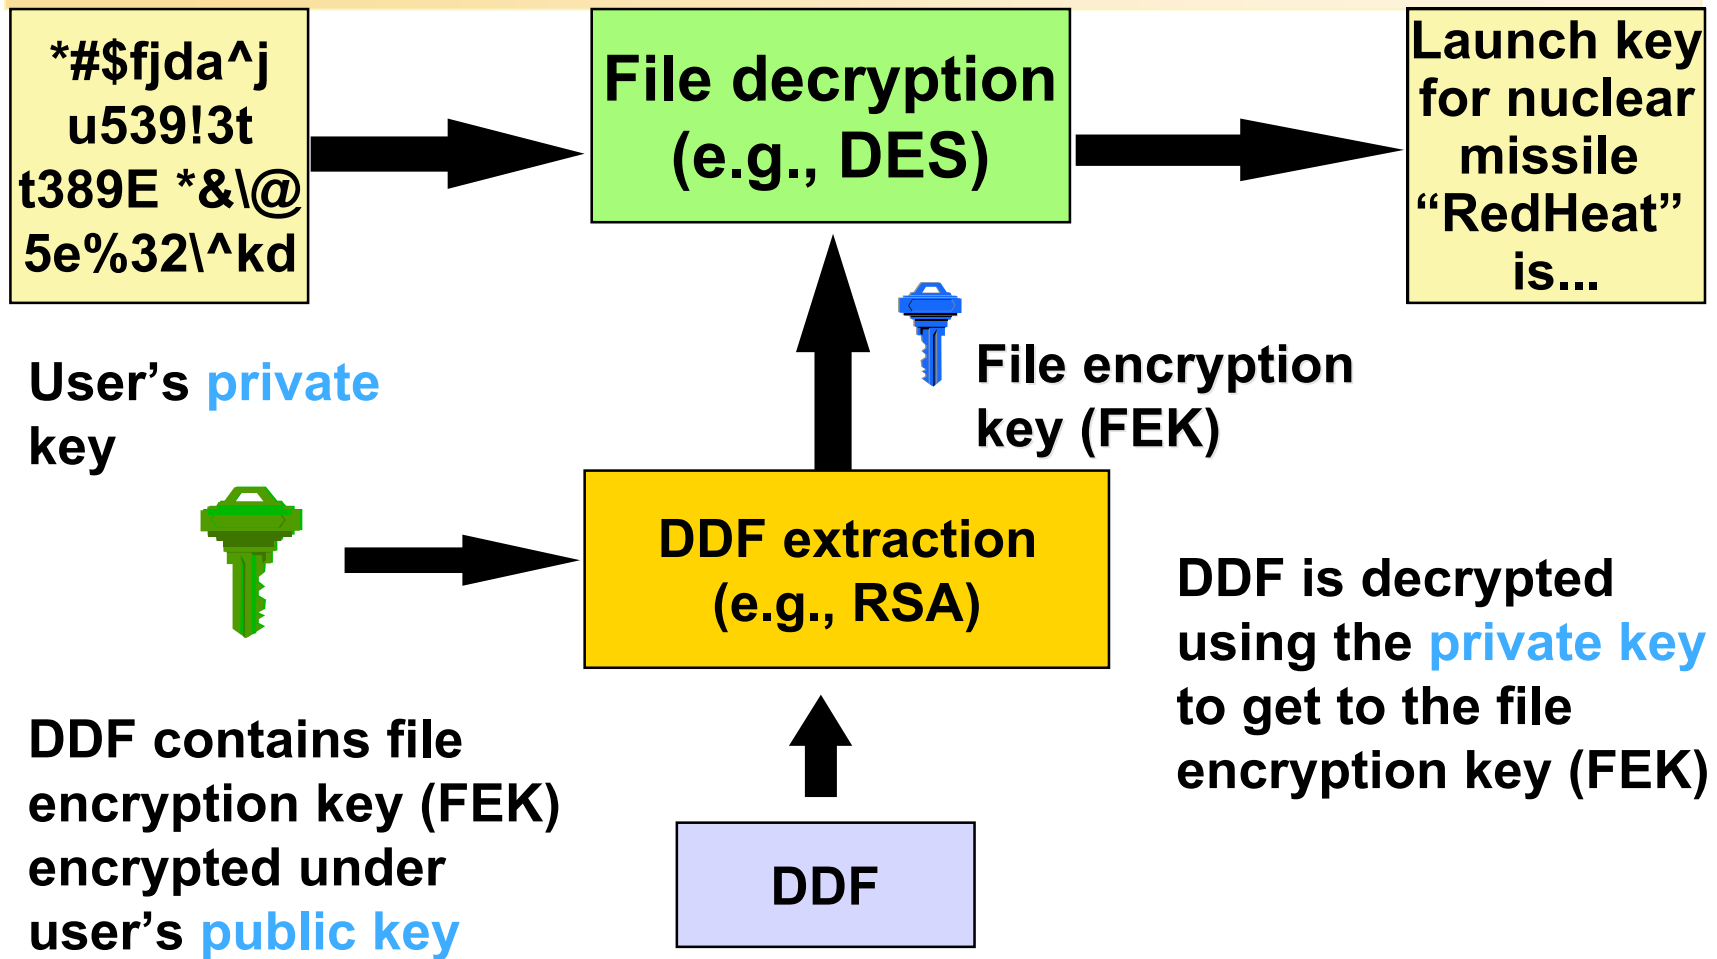 *#$fjda^j
u539!3t
t389E *&\@
5e%32\^kd
File decryption
(e.g., DES)
Launch key
for nuclear
missile
“RedHeat”
is...
User’s private
key
File encryption
key (FEK)
DDF extraction
(e.g., RSA)
DDF is decrypted
using the private key
to get to the file
encryption key (FEK)
DDF contains file
encryption key (FEK)
encrypted under
user’s public key
DDF